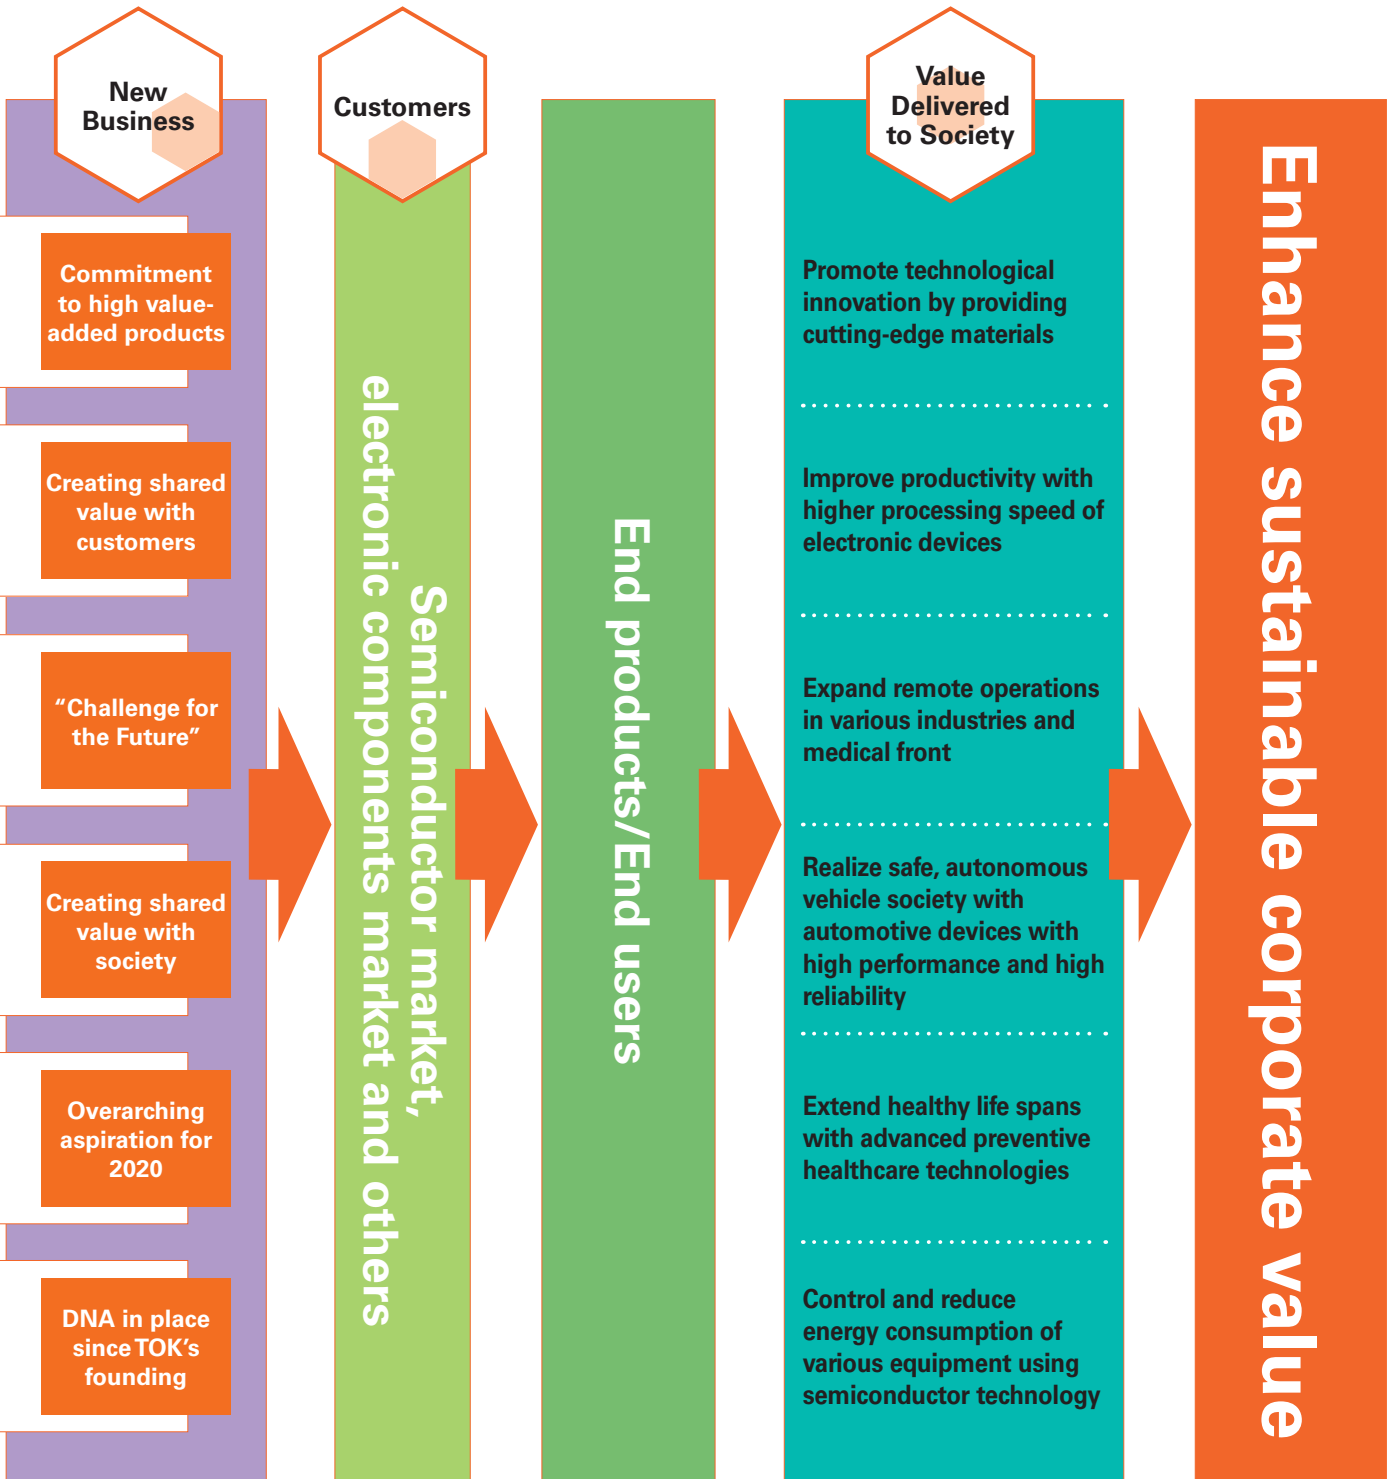 New
Business
Commitment
to high value-
added products
Creating shared
value with
customers
“Challenge for
the Future”
Creating shared
value with
society
Overarching
aspiration for
2020
DNA in place
since TOK’s
founding
Customers
Semiconductor market,
electronic components market and others
End products/End users
Value
Delivered
to Society
Promote technological
innovation by providing
cutting-edge materials
Improve productivity with
higher processing speed of
electronic devices
Expand remote operations
in various industries and
medical front
Realize safe, autonomous
vehicle society with
automotive devices with
high performance and high
reliability
Extend healthy life spans
with advanced preventive
healthcare technologies
Control and reduce
energy consumption of
various equipment using
semiconductor technology
Enhance sustainable corporate value